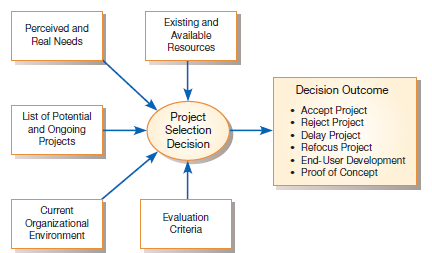 Perceived and
Real Needs
Existing and
Available
Resources
List of Potential
and Ongoing
Projects
Project
Selection
Decision
Decision Outcome
• Accept Project
• Reject Project
• Delay Project
• Refocus Project
• End-User Development
• Proof of Concept
Current
Organizational
Environment
Evaluation
Criteria